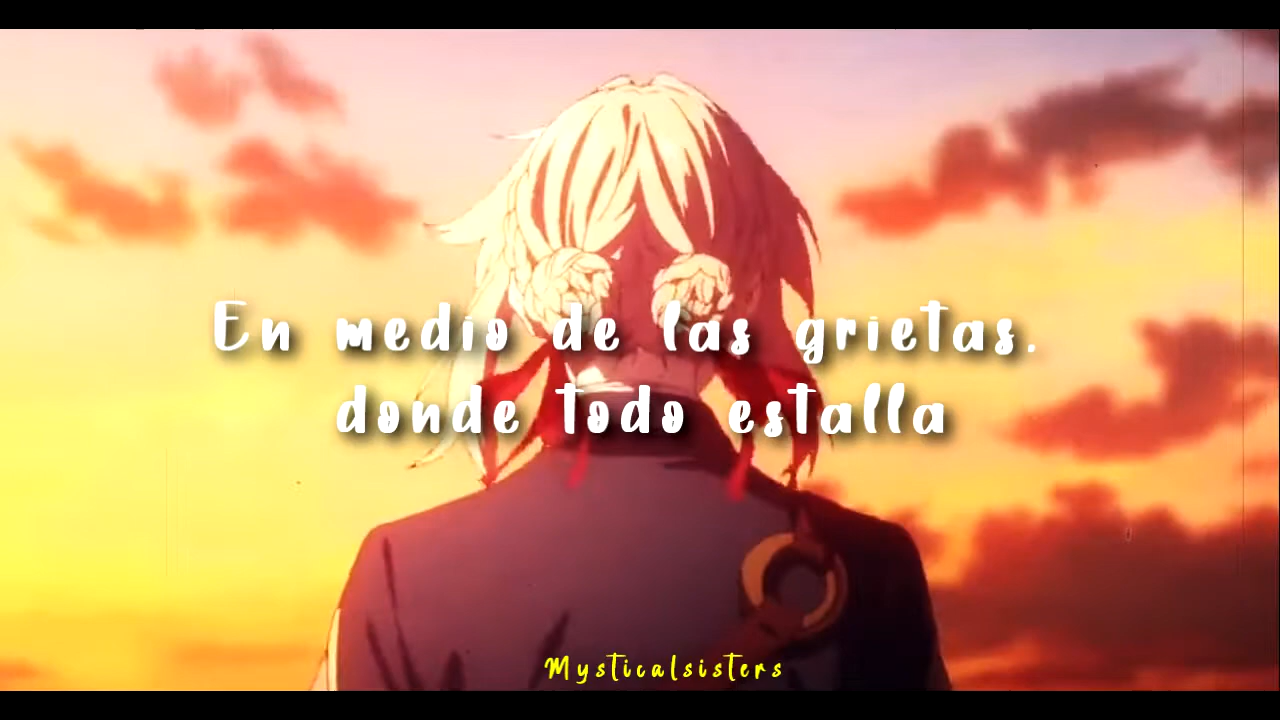 En medio de las grietas,
donde todo estalla
Mysticalsisters